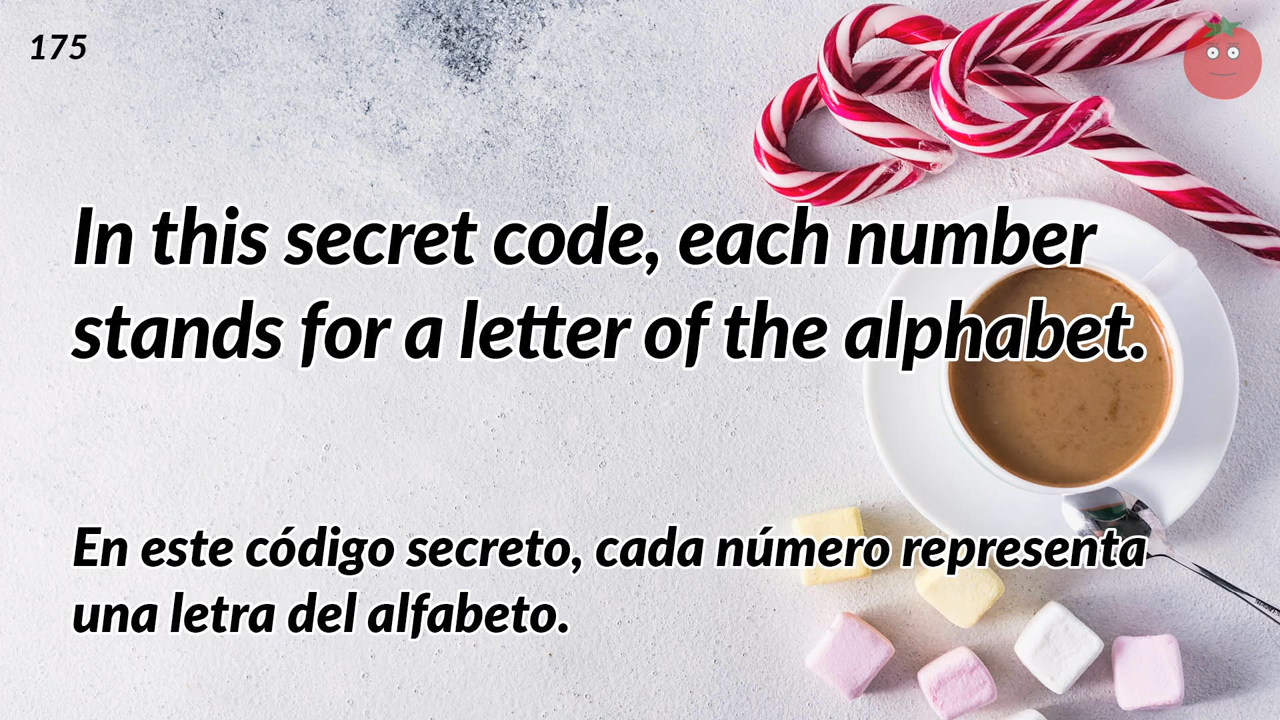 175
In this secret code, each number
stands for a letter of the alphabet.
En este código secreto, cada número representa
una letra del alfabeto.